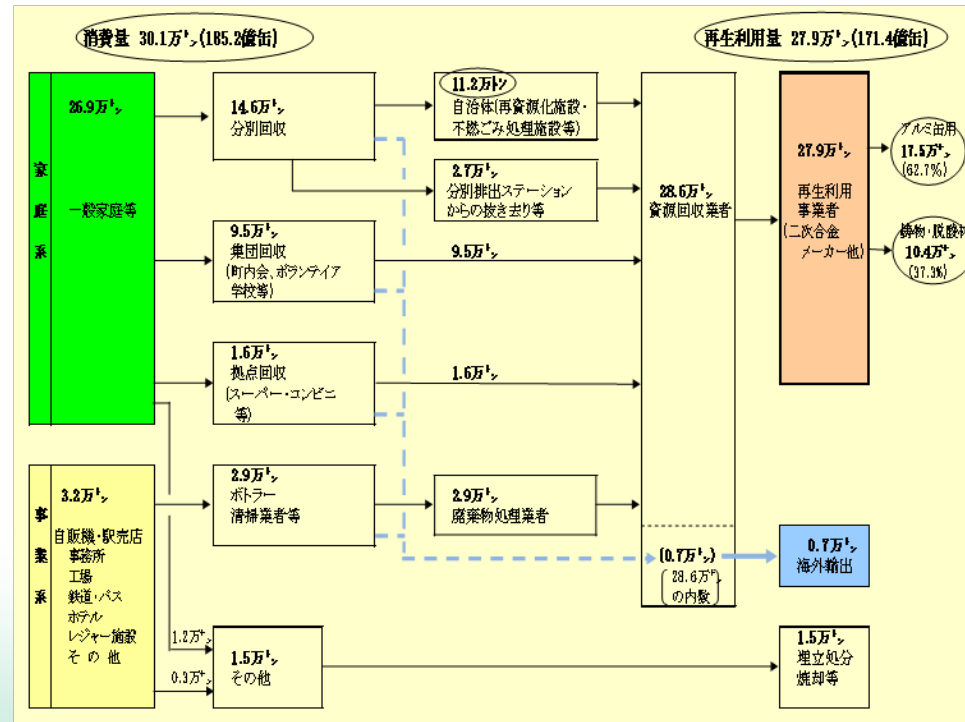 消費量 30.1万㌧(185.2億缶)
再生利用量 27.9万㌧(171.4億缶)
家庭系
26.9万㌧
一般家庭等
14.6万㌧
分別回収
11.2万㌧
自治体(再資源化施設・
不燃ごみ処理施設等)
2.7万㌧
分別排出ステーション
からの抜き去り等
9.5万㌧
集団回収
(町内会、ボランテイア
学校等)
9.5万㌧
1.6万㌧
拠点回収
(スーパー・コンビニ
等)
1.6万㌧
28.6万㌧
資源回収業者
27.9万㌧
再生利用
事業者
(二次合金
メーカー他)
アルミ缶用
17.5万㌧
(62.7%)
鋳物・脱酸
10.4万㌧
(37.3%)
事業系
3.2万㌧
自販機・駅売店
事務所
工場
鉄道・バス
ホテル
レジャー施設
その他
2.9万㌧
ボトラー
清掃業者等
2.9万㌧
廃棄物処理業者
(0.7万㌧)
28.6万㌧
の内数
0.7万㌧
海外輸出
1.2万㌧
0.3万㌧
1.5万㌧
その他
1.5万㌧
埋立処分
焼却等